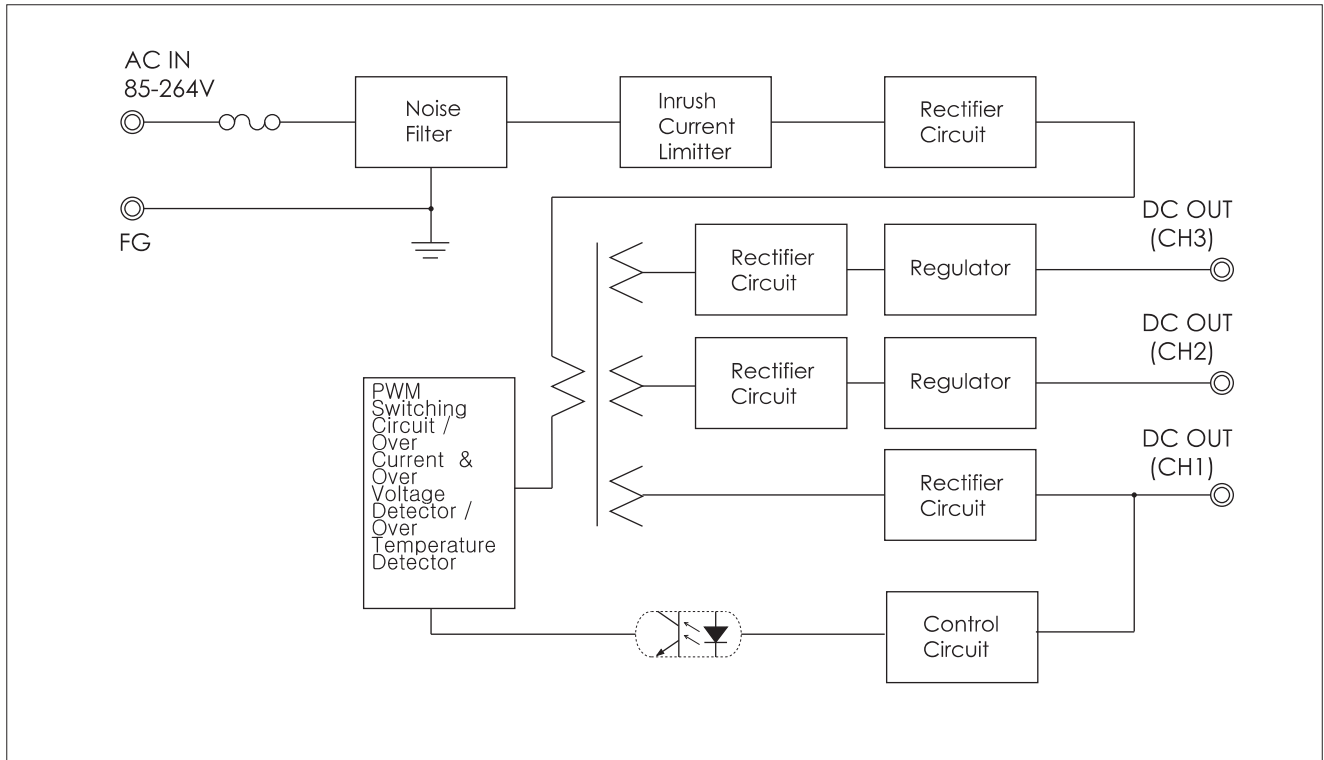 AC IN
85-264V
Noise
Filter
Inrush
Current
Limitter
Rectifier
Circuit
FG
DC OUT
(CH3)
Rectifier
Circuit
Regulator
DC OUT
(CH2)
Rectifier
Circuit
Regulator
PWM
Switching
Circuit /
Over
Current &
Over
Voltage
Detector /
Over
Temperature
Detector
DC OUT
(CH1)
Rectifier
Circuit
Control
Circuit